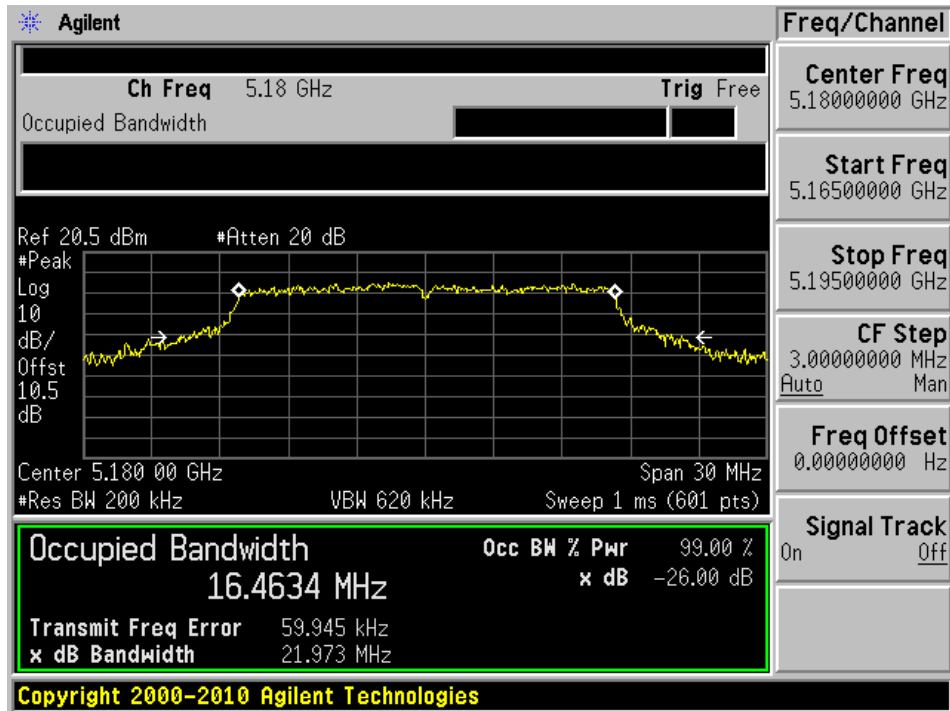 Agilent
Freq/Channel
Ch Freq 5.18 GHz Trig Free
Occupied Bandwidth
Center Freq
5.18000000 GHz
Start Freq
5.16500000 GHz
Stop Freq
5.19500000 GHz
CF Step
3.00000000 MHz
Auto Man
Freq Offset
0.00000000 Hz
Signal Track
On Off
Ref 20.5 dBm #Atten 20 dB
#Peak
Log
10
dB/
Offst
10.5
dB
Center 5.180 00 GHz Span 30 MHz
#Res BW 200 kHz VBW 620 kHz Sweep 1 ms (601 pts)
Occupied Bandwidth Occ BW % Pwr 99.00 %
16.4634 MHz x dB -26.00 dB
Transmit Freq Error 59.945 kHz
x dB Bandwidth 21.973 MHz
Copyright 2000-2010 Agilent Technologies